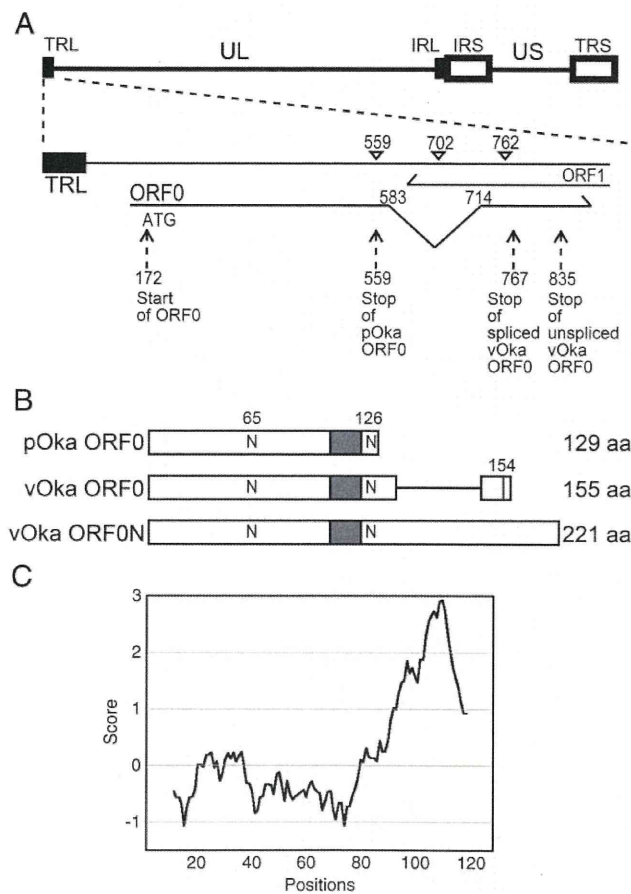 A
TRL UL IRL IRS US TRS
559 702 762
TRL
ORF1
ORF0 583 714
ATG
172 559 767 835
Start Stop Stop Stop
of ORF0 of of of
pOka spliced unspliced
ORF0 vOka vOka
ORF0 ORF0
B
65 126
pOka ORF0 N N 129 aa
154
vOka ORF0 N N 155 aa
vOka ORF0N N N 221 aa
C
3
2
1
0
-1
Score
20 40 60 80 100 120
Positions